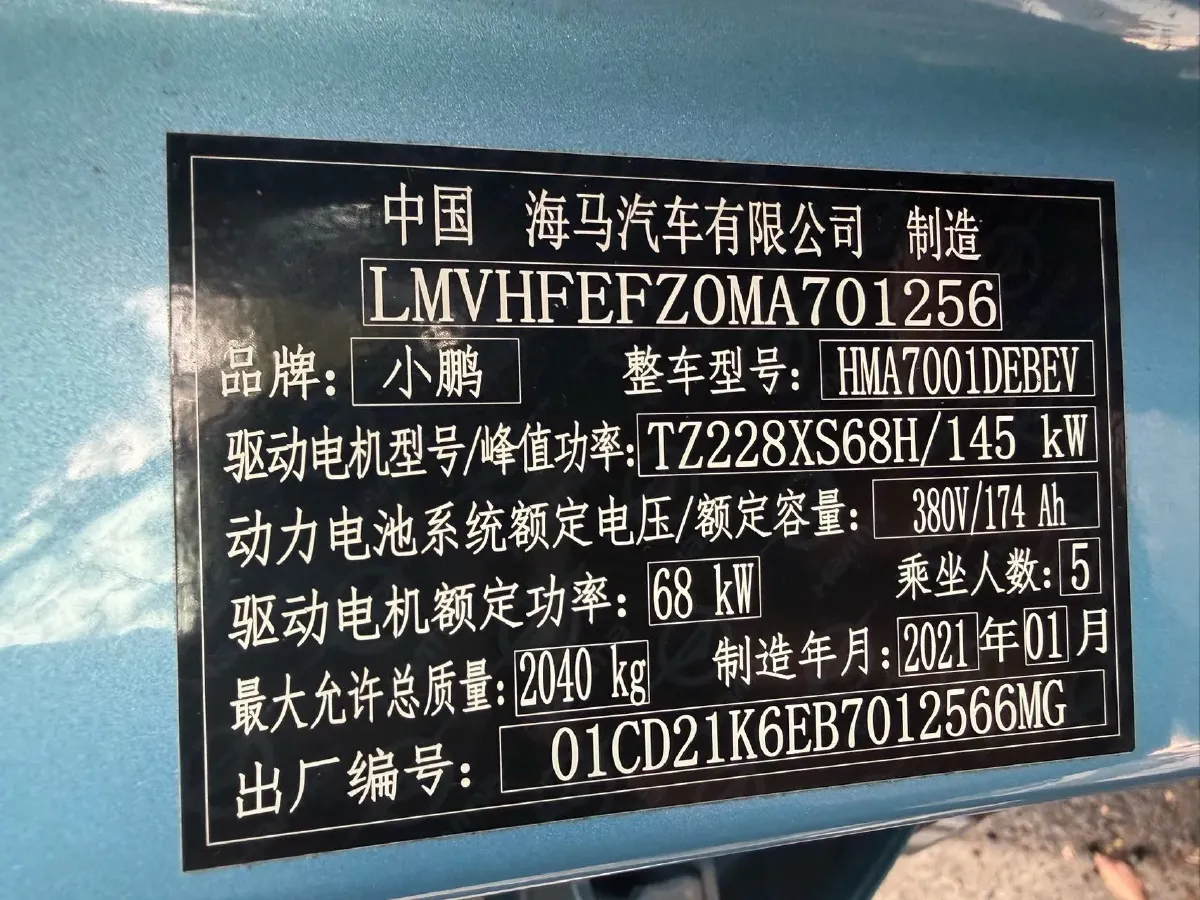 中国 海马汽车有限公司 制造
LMVHFEFZ0MA701256
品牌：小鹏 整车型号：HMA7001DEBEV
驱动电机型号/峰值功率：TZ228XS68H/145 kW
动力电池系统额定电压/额定容量：380V/174 Ah
驱动电机额定功率：68 kW 乘坐人数：5
最大允许总质量：2040 kg 制造年月：2021年01月
出厂编号：01CD21K6EB7012566MG